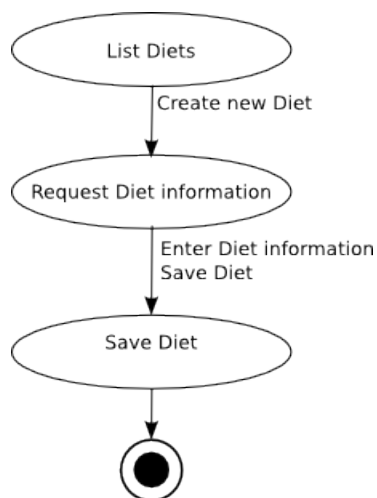 List Diets
Create new Diet
Request Diet information
Enter Diet information
Save Diet
Save Diet